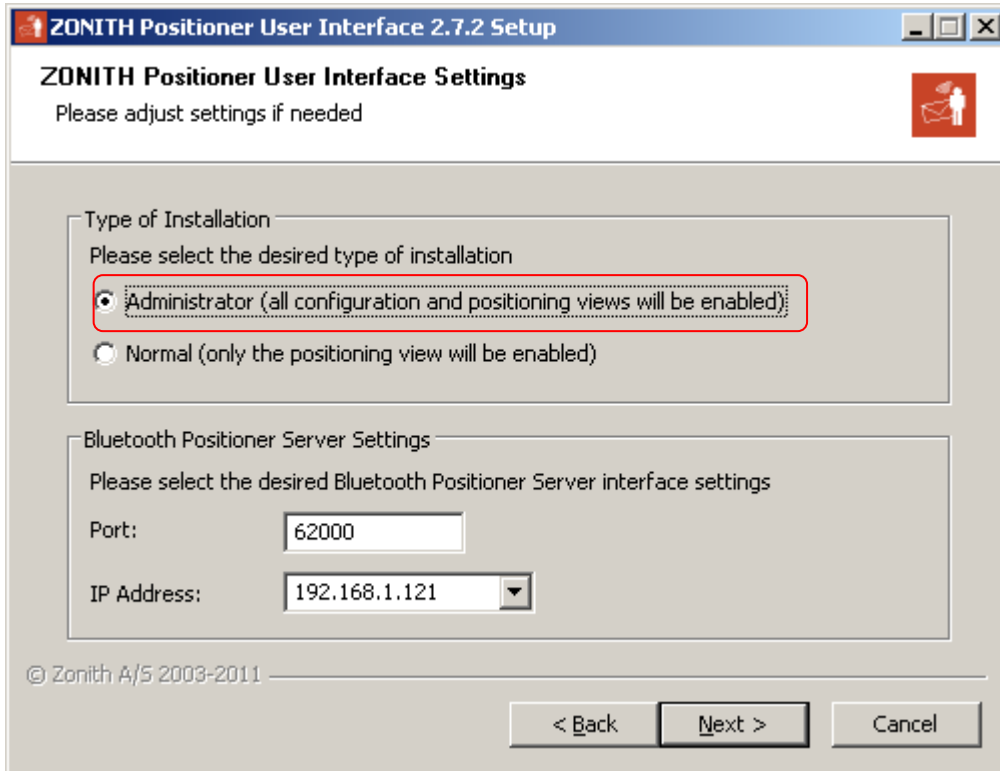 ZONITH Positioner User Interface 2.7.2 Setup
ZONITH Positioner User Interface Settings
Please adjust settings if needed
Type of Installation
Please select the desired type of installation
Administrator (all configuration and positioning views will be enabled)
Normal (only the positioning view will be enabled)
Bluetooth Positioner Server Settings
Please select the desired Bluetooth Positioner Server interface settings
Port: 62000
IP Address: 192.168.1.121
© Zonith A/S 2003-2011
< Back Next > Cancel